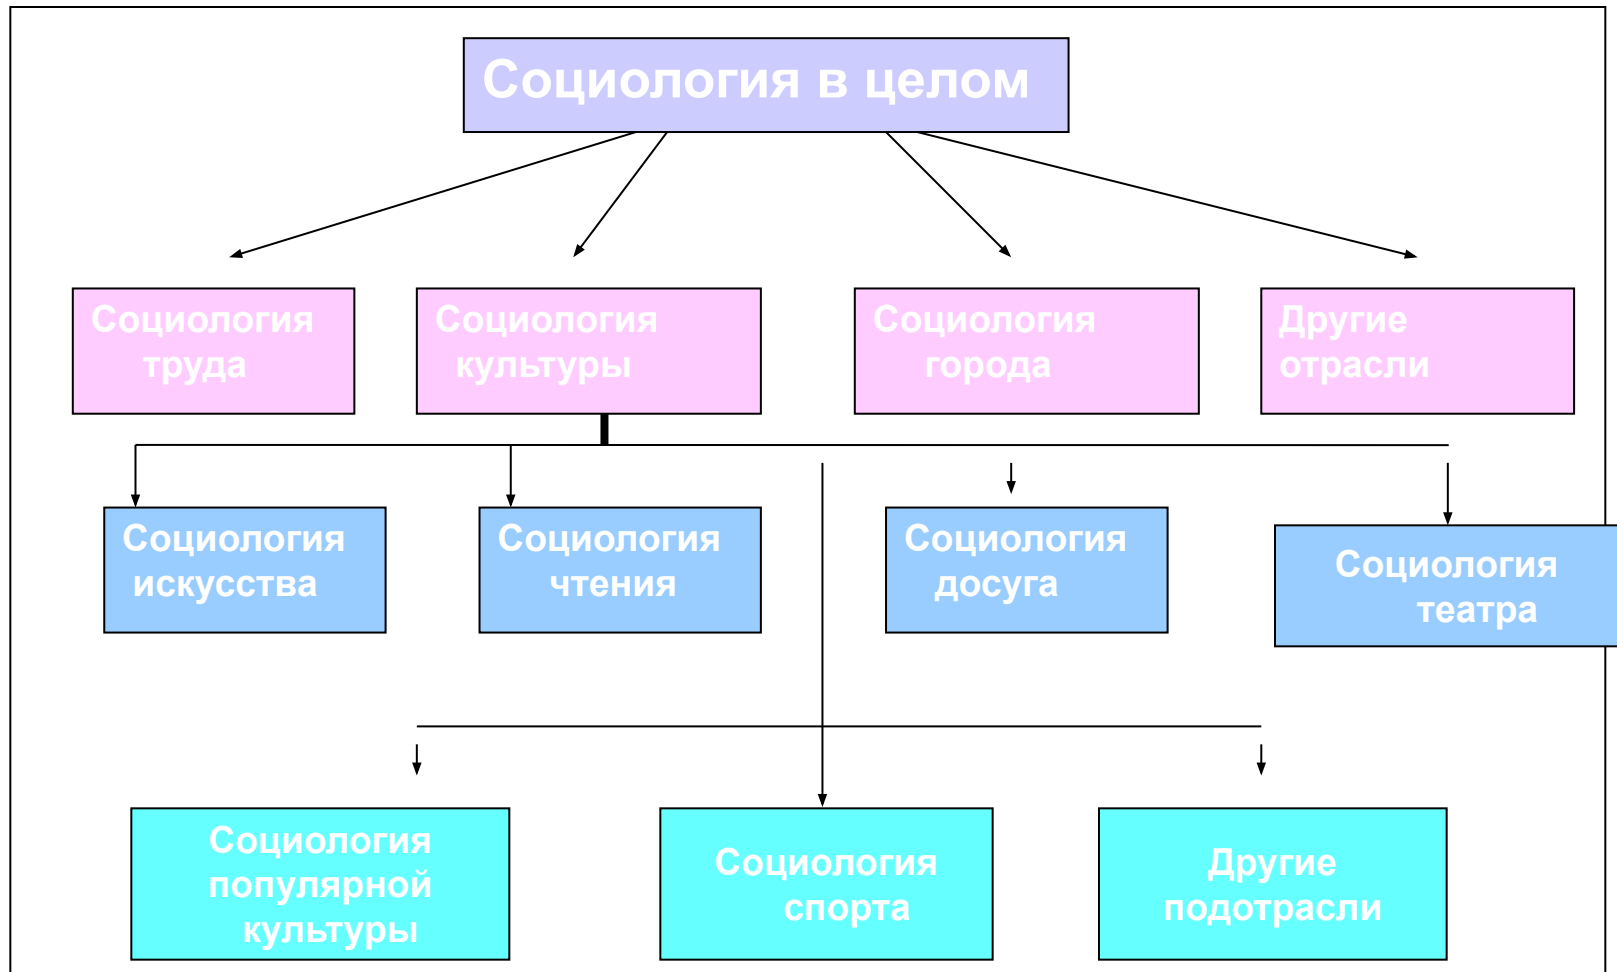 Социология в целом
Социология
труда
Социология
культуры
Социология
города
Другие
отрасли
Социология
искусства
Социология
чтения
Социология
досуга
Социология
театра
Социология
популярной
культуры
Социология
спорта
Другие
подотрасли